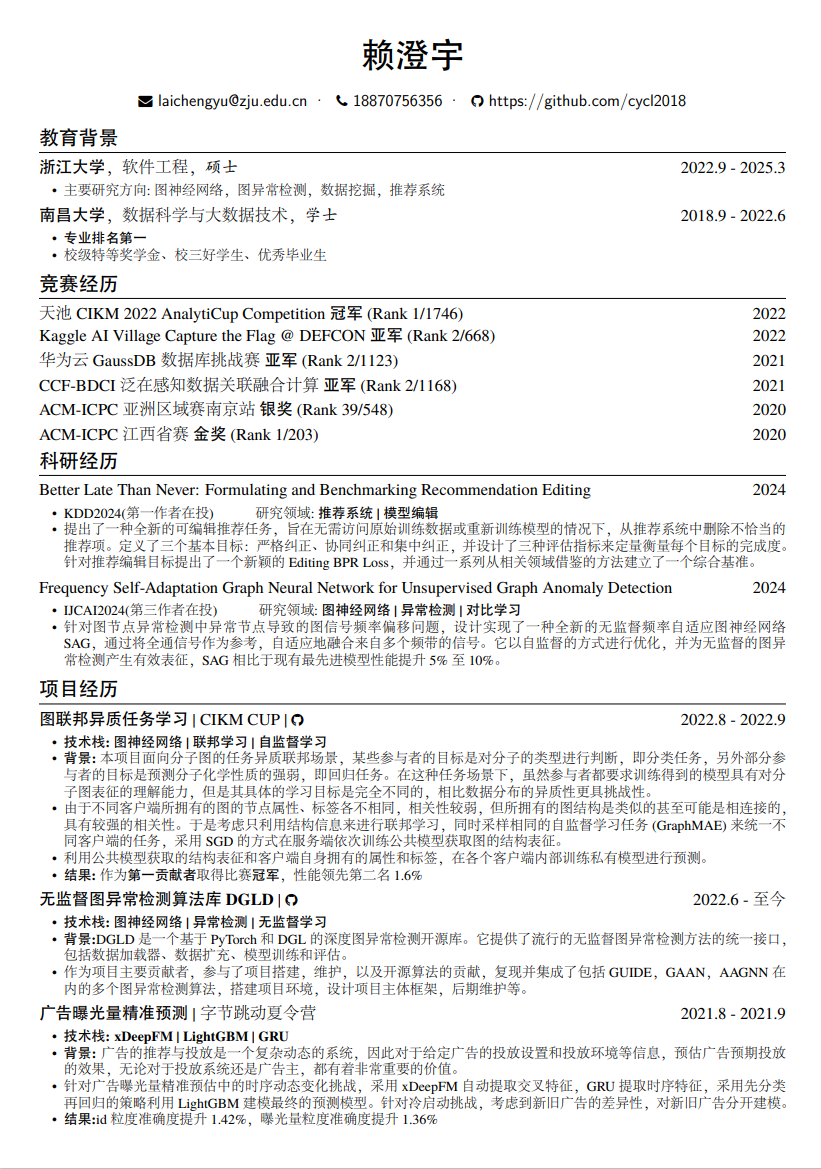 赖澄宇
laichengyu@zju.edu.cn · 18870756356 · https://github.com/cycl2018
教育背景
浙江大学，软件工程，硕士 2022.9 - 2025.3
• 主要研究方向: 图神经网络，图异常检测，数据挖掘，推荐系统
南昌大学，数据科学与大数据技术，学士 2018.9 - 2022.6
• 专业排名第一
• 校级特等奖学金、校三好学生、优秀毕业生
竞赛经历
天池 CIKM 2022 AnalytiCup Competition 冠军 (Rank 1/1746) 2022
Kaggle AI Village Capture the Flag @ DEFCON 亚军 (Rank 2/668) 2022
华为云 GaussDB 数据库挑战赛 亚军 (Rank 2/1123) 2021
CCF-BDCI 泛在感知数据关联融合计算 亚军 (Rank 2/1168) 2021
ACM-ICPC 亚洲区域赛南京站 银奖 (Rank 39/548) 2020
ACM-ICPC 江西省赛 金奖 (Rank 1/203) 2020
科研经历
Better Late Than Never: Formulating and Benchmarking Recommendation Editing 2024
• KDD2024(第一作者在投) 研究领域: 推荐系统 | 模型编辑
• 提出了一种全新的可编辑推荐任务，旨在无需访问原始训练数据或重新训练模型的情况下，从推荐系统中删除不恰当的
推荐项。定义了三个基本目标：严格纠正、协同纠正和集中纠正，并设计了三种评估指标来定量衡量每个目标的完成度。
针对推荐编辑目标提出了一个新颖的 Editing BPR Loss，并通过一系列从相关领域借鉴的方法建立了一个综合基准。
Frequency Self-Adaptation Graph Neural Network for Unsupervised Graph Anomaly Detection 2024
• IJCAI2024(第三作者在投) 研究领域: 图神经网络 | 异常检测 | 对比学习
• 针对图节点异常检测中异常节点导致的图信号频率偏移问题，设计实现了一种全新的无监督频率自适应图神经网络
SAG，通过将全通信号作为参考，自适应地融合来自多个频带的信号。它以自监督的方式进行优化，并为无监督的图异
常检测产生有效表征，SAG 相比于现有最先进模型性能提升 5% 至 10%。
项目经历
图联邦异质任务学习 | CIKM CUP | 2022.8 - 2022.9
• 技术栈: 图神经网络 | 联邦学习 | 自监督学习
• 背景: 本项目面向分子图的任务异质联邦场景，某些参与者的目标是对分子的类型进行判断，即分类任务，另外部分参
与者的目标是预测分子化学性质的强弱，即回归任务。在这种任务场景下，虽然参与者都要求训练得到的模型具有对分
子图表征的理解能力，但是其具体的学习目标是完全不同的，相比数据分布的异质性更具挑战性。
• 由于不同客户端所拥有的图的节点属性、标签各不相同，相关性较弱，但所拥有的图结构是类似的甚至可能是相连接的，
具有较强的相关性。于是考虑只利用结构信息来进行联邦学习，同时采样相同的自监督学习任务 (GraphMAE) 来统一不
同客户端的任务，采用 SGD 的方式在服务端依次训练公共模型获取图的结构表征。
• 利用公共模型获取的结构表征和客户端自身拥有的属性和标签，在各个客户端内部训练私有模型进行预测。
• 结果: 作为第一贡献者取得比赛冠军，性能领先第二名 1.6%
无监督图异常检测算法库 DGLD | 2022.6 - 至今
• 技术栈: 图神经网络 | 异常检测 | 无监督学习
• 背景:DGLD 是一个基于 PyTorch 和 DGL 的深度图异常检测开源库。它提供了流行的无监督图异常检测方法的统一接口，
包括数据加载器、数据扩充、模型训练和评估。
• 作为项目主要贡献者，参与了项目搭建，维护，以及开源算法的贡献，复现并集成了包括 GUIDE，GAAN，AAGNN 在
内的多个图异常检测算法，搭建项目环境，设计项目主体框架，后期维护等。
广告曝光量精准预测 | 字节跳动夏令营 2021.8 - 2021.9
• 技术栈: xDeepFM | LightGBM | GRU
• 背景: 广告的推荐与投放是一个复杂动态的系统，因此对于给定广告的投放设置和投放环境等信息，预估广告预期投放
的效果，无论对于投放系统还是广告主，都有着非常重要的价值。
• 针对广告曝光量精准预估中的时序动态变化挑战，采用 xDeepFM 自动提取交叉特征，GRU 提取时序特征，采用先分类
再回归的策略利用 LightGBM 建模最终的预测模型。针对冷启动挑战，考虑到新旧广告的差异性，对新旧广告分开建模。
• 结果:id 粒度准确度提升 1.42%，曝光量粒度准确度提升 1.36%